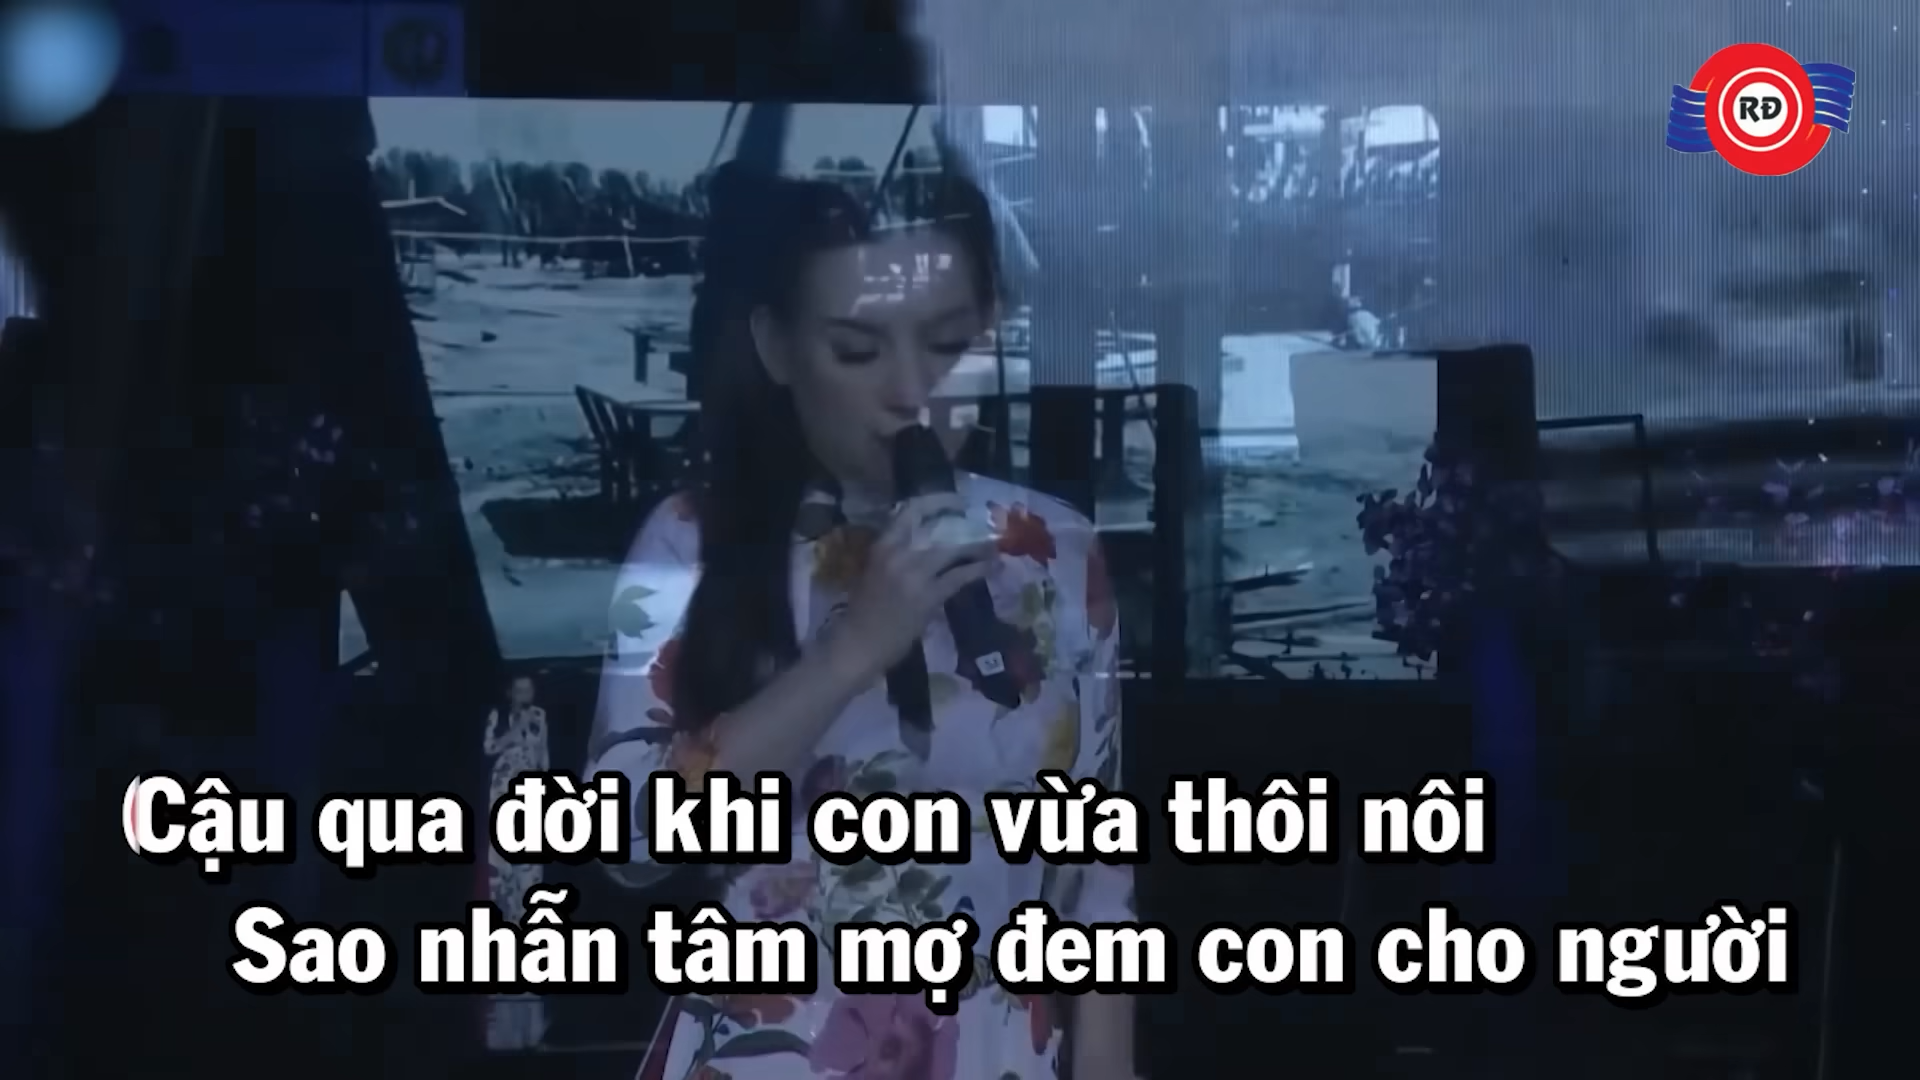 RĐ
Cậu qua đời khi con vừa thôi nôi
Sao nhẫn tâm mợ đem con cho người